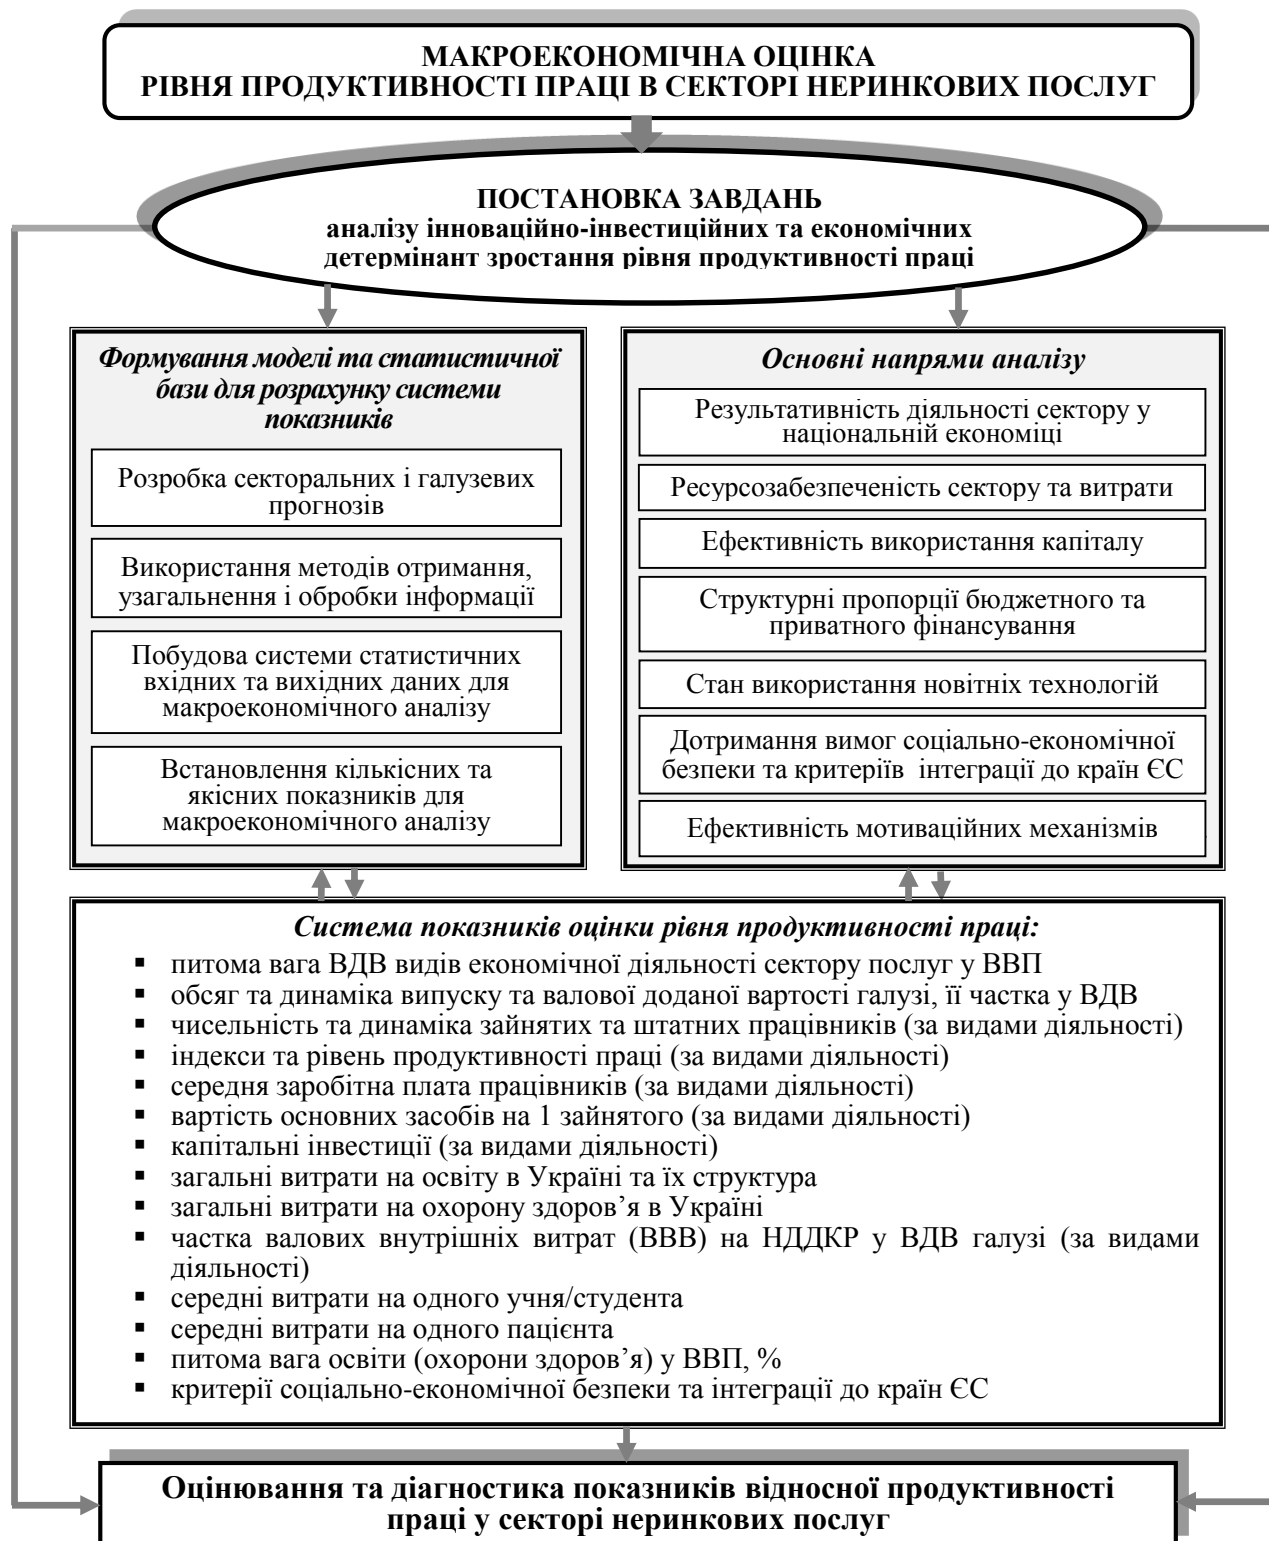 МАКРОЕКОНОМІЧНА ОЦІНКА
РІВНЯ ПРОДУКТИВНОСТІ ПРАЦІ В СЕКТОРІ НЕРИНКОВИХ ПОСЛУГ
ПОСТАНОВКА ЗАВДАНЬ
аналізу інноваційно-інвестиційних та економічних
детермінант зростання рівня продуктивності праці
Формування моделі та статистичної
бази для розрахунку системи
показників
Розробка секторальних і галузевих
прогнозів
Використання методів отримання,
узагальнення і обробки інформації
Побудова системи статистичних
вхідних та вихідних даних для
макроекономічного аналізу
Встановлення кількісних та
якісних показників для
макроекономічного аналізу
Основні напрями аналізу
Результативність діяльності сектору у
національній економіці
Ресурсозабезпеченість сектору та витрати
Ефективність використання капіталу
Структурні пропорції бюджетного та
приватного фінансування
Стан використання новітніх технологій
Дотримання вимог соціально-економічної
безпеки та критеріїв інтеграції до країн ЄС
Ефективність мотиваційних механізмів
Система показників оцінки рівня продуктивності праці:
▪ питома вага ВДВ видів економічної діяльності сектору послуг у ВВП
▪ обсяг та динаміка випуску та валової доданої вартості галузі, її частка у ВДВ
▪ чисельність та динаміка зайнятих та штатних працівників (за видами діяльності)
▪ індекси та рівень продуктивності праці (за видами діяльності)
▪ середня заробітна плата працівників (за видами діяльності)
▪ вартість основних засобів на 1 зайнятого (за видами діяльності)
▪ капітальні інвестиції (за видами діяльності)
▪ загальні витрати на освіту в Україні та їх структура
▪ загальні витрати на охорону здоров’я в Україні
▪ частка валових внутрішніх витрат (ВВВ) на НДДКР у ВДВ галузі (за видами
діяльності)
▪ середні витрати на одного учня/студента
▪ середні витрати на одного пацієнта
▪ питома вага освіти (охорони здоров’я) у ВВП, %
▪ критерії соціально-економічної безпеки та інтеграції до країн ЄС
Оцінювання та діагностика показників відносної продуктивності
праці у секторі неринкових послуг